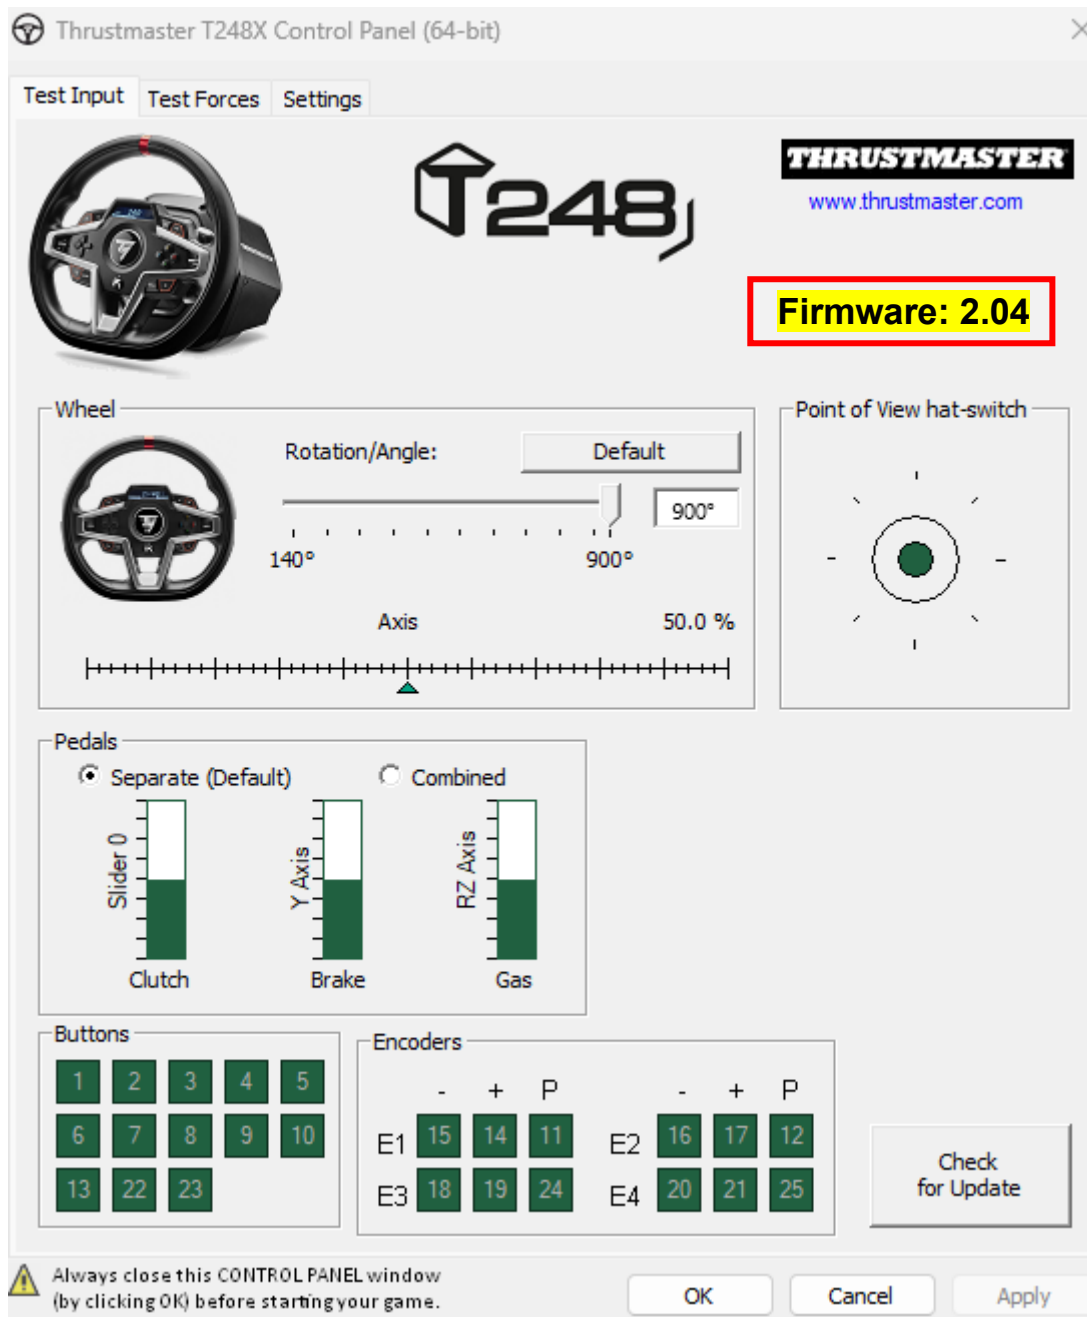 Thrustmaster T248X Control Panel (64-bit)
Test Input Test Forces Settings
T248
THRUSTMASTER
www.thrustmaster.com
Firmware: 2.04
Wheel
Rotation/Angle: Default
900°
140° 900°
Axis 50.0 %
Point of View hat-switch
Pedals
Separate (Default) Combined
Slider 0 Y Axis RZ Axis
Clutch Brake Gas
Buttons
1 2 3 4 5
6 7 8 9 10
13 22 23
Encoders
- + P - + P
E1 15 14 11 E2 16 17 12
E3 18 19 24 E4 20 21 25
Check
for Update
Always close this CONTROL PANEL window
(by clicking OK) before starting your game.
OK Cancel Apply